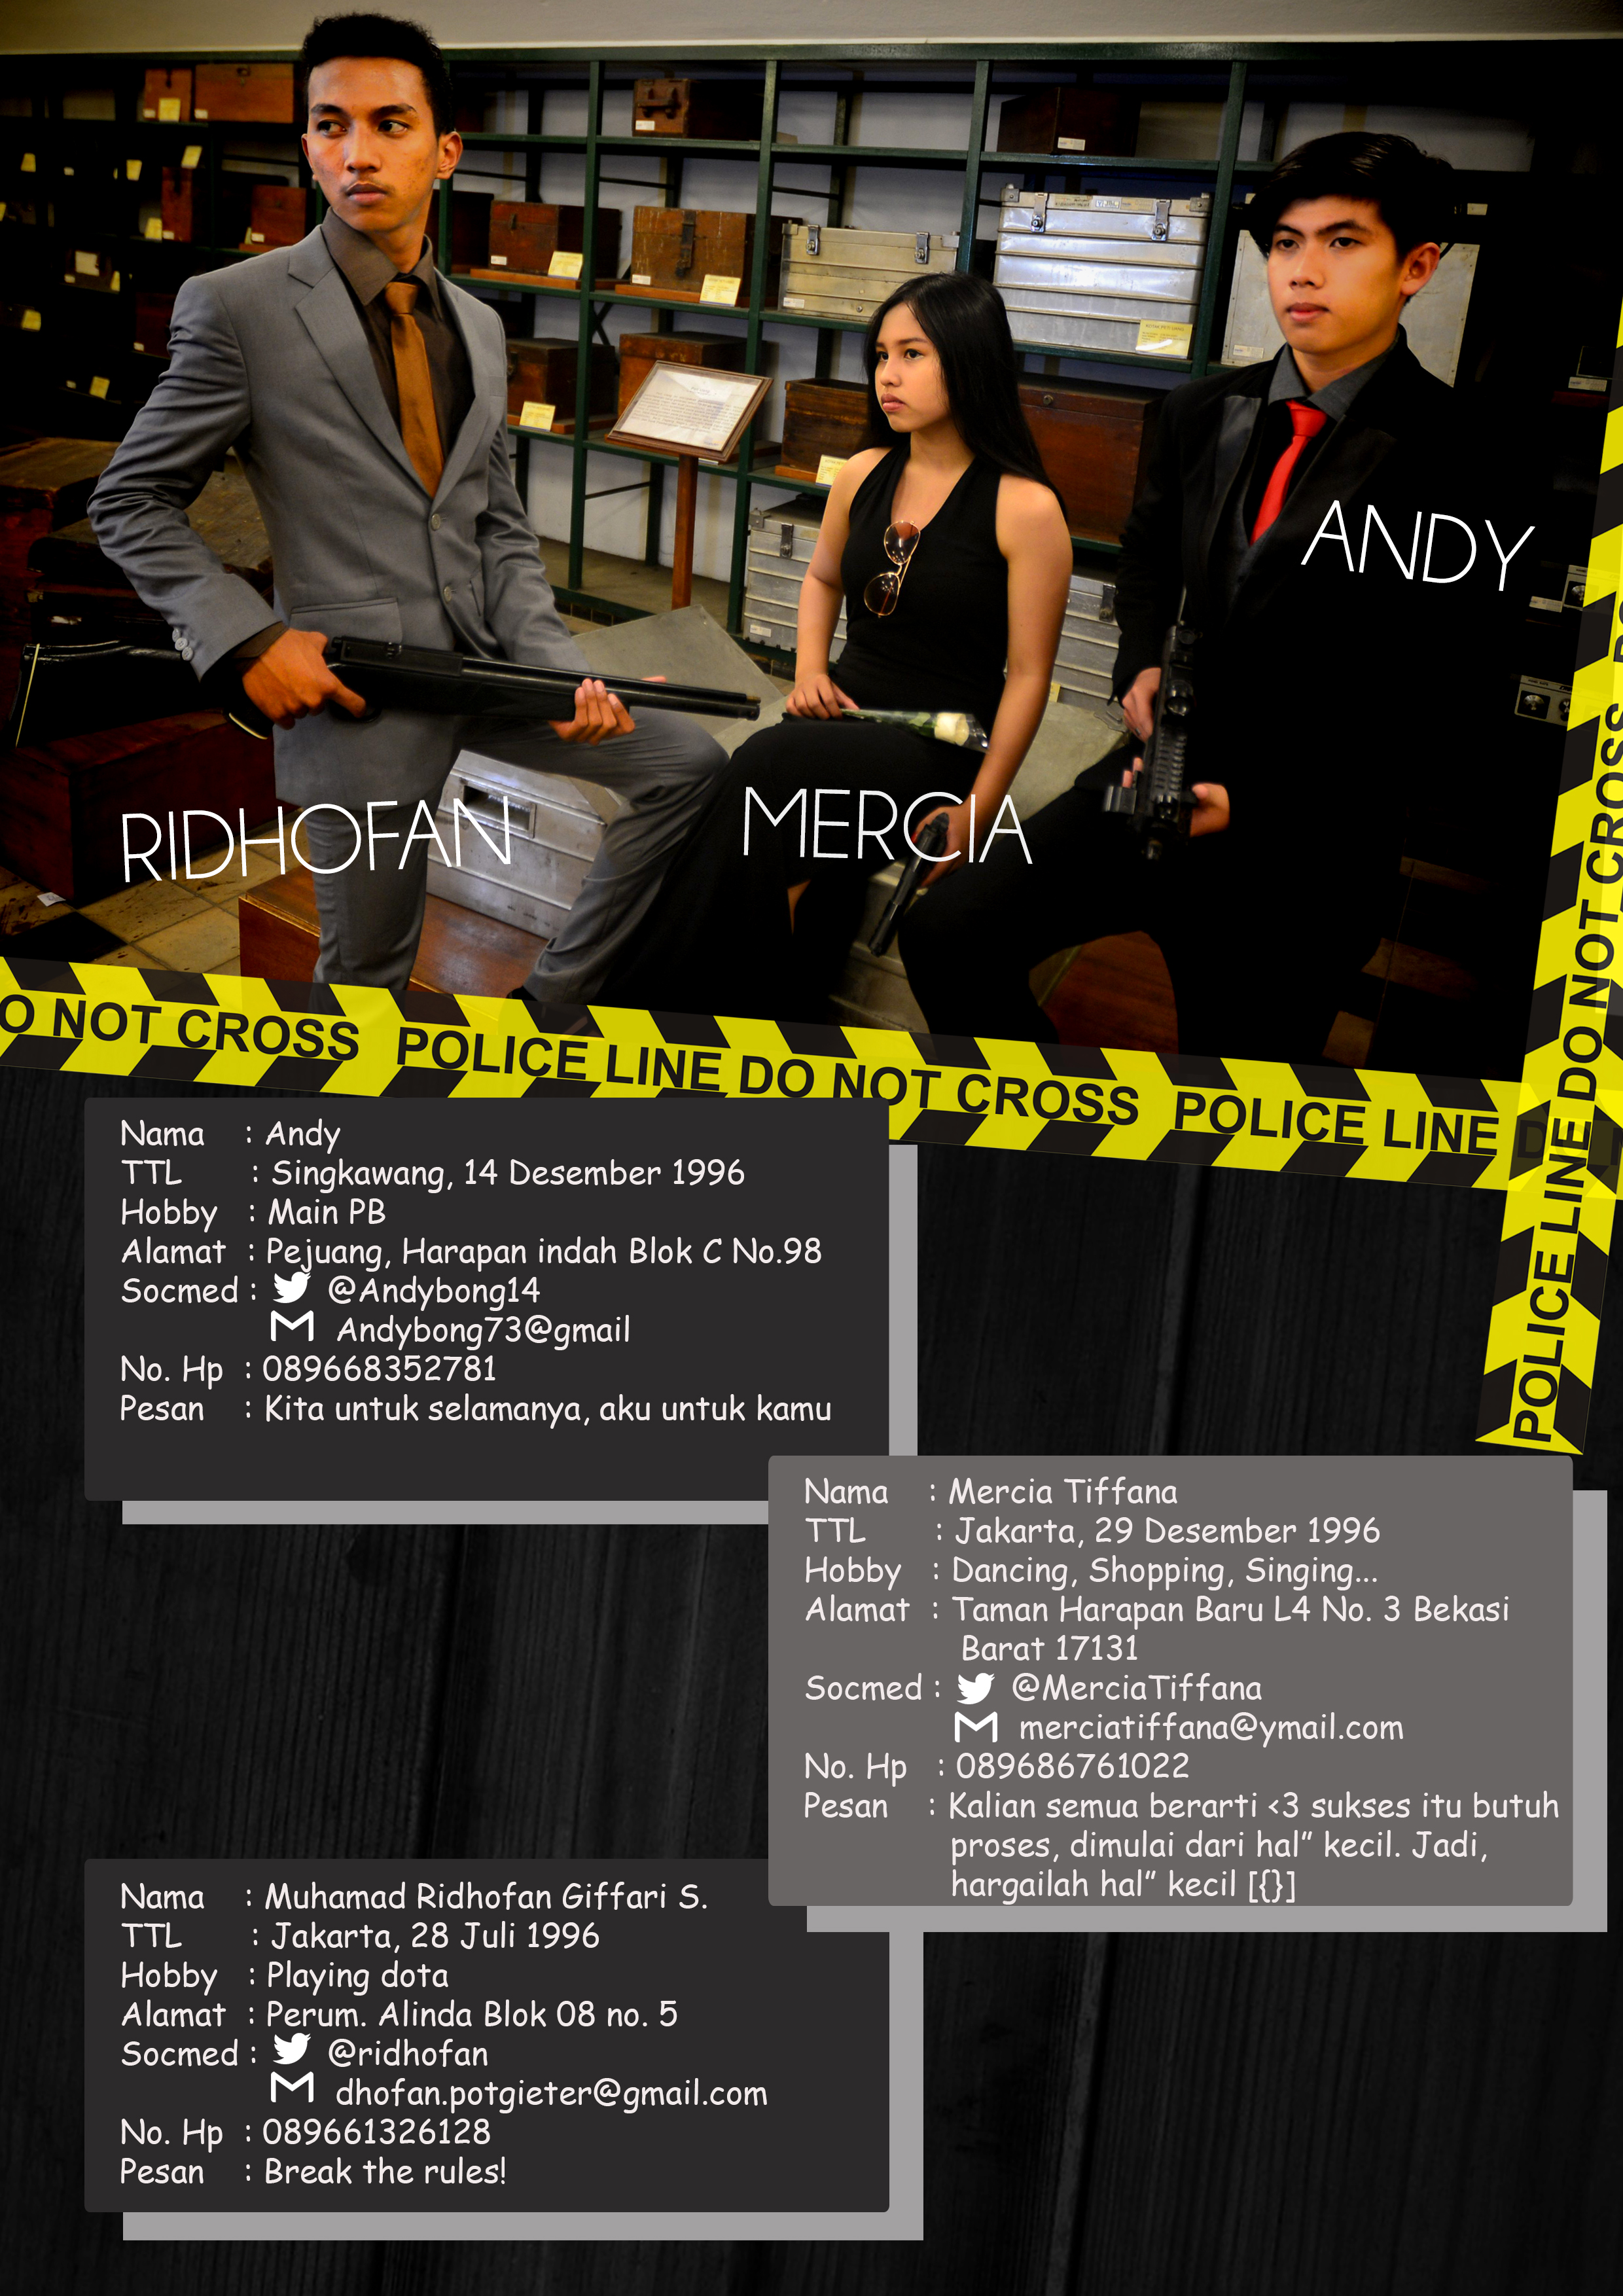 RIDHOFAN
MERCIA
ANDY
O NOT CROSS POLICE LINE DO NOT CROSS POLICE LINE
POLICE LINE DO NOT CROSS
Nama : Andy
TTL : Singkawang, 14 Desember 1996
Hobby : Main PB
Alamat : Pejuang, Harapan indah Blok C No.98
Socmed : @Andybong14
Andybong73@gmail
No. Hp : 089668352781
Pesan : Kita untuk selamanya, aku untuk kamu
Nama : Mercia Tiffana
TTL : Jakarta, 29 Desember 1996
Hobby : Dancing, Shopping, Singing...
Alamat : Taman Harapan Baru L4 No. 3 Bekasi
Barat 17131
Socmed : @MerciaTiffana
merciatiffana@ymail.com
No. Hp : 089686761022
Pesan : Kalian semua berarti <3 sukses itu butuh
proses, dimulai dari hal” kecil. Jadi,
hargailah hal” kecil [{}]
Nama : Muhamad Ridhofan Giffari S.
TTL : Jakarta, 28 Juli 1996
Hobby : Playing dota
Alamat : Perum. Alinda Blok 08 no. 5
Socmed : @ridhofan
dhofan.potgieter@gmail.com
No. Hp : 089661326128
Pesan : Break the rules!